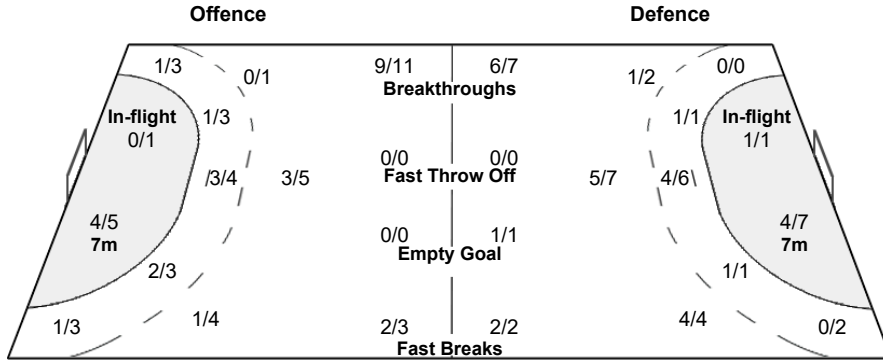 Offence Defence
1/3 0/1 9/11 6/7 1/2 0/0
Breakthroughs
In-flight 1/3 1/1 In-flight
0/1 1/1
0/0 0/0
3/4 3/5 Fast Throw Off 5/7 4/6
4/5 4/7
7m 0/0 1/1 7m
Empty Goal
2/3 1/1
1/3 1/4 2/3 2/2 4/4 0/2
Fast Breaks